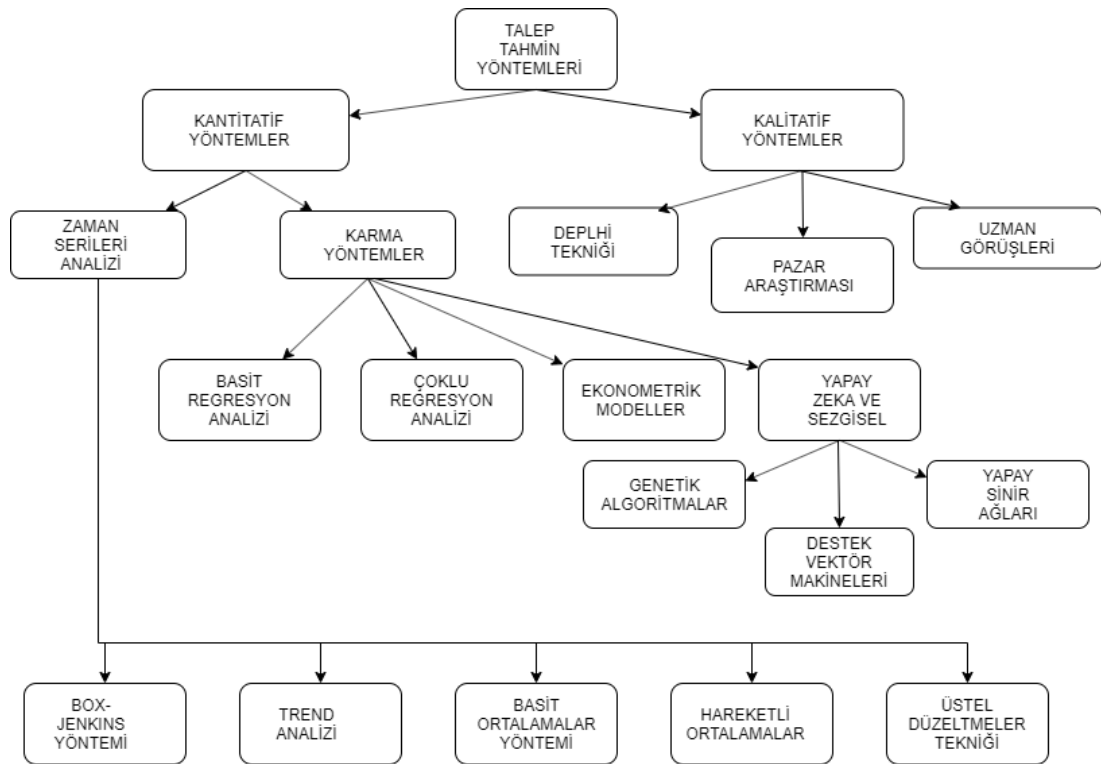 TALEP
TAHMİN
YÖNTEMLERİ
KANTİTATİF
YÖNTEMLER
KALİTATİF
YÖNTEMLER
ZAMAN
SERİLERİ
ANALİZİ
KARMA
YÖNTEMLER
DEPLHİ
TEKNİĞİ
PAZAR
ARAŞTIRMASI
UZMAN
GÖRÜŞLERİ
BASİT
REGRESYON
ANALİZİ
ÇOKLU
REGRESYON
ANALİZİ
EKONOMETRİK
MODELLER
YAPAY
ZEKA VE
SEZGİSEL
GENETİK
ALGORİTMALAR
DESTEK
VEKTÖR
MAKİNELERİ
YAPAY
SİNİR
AĞLARI
BOX-
JENKINS
YÖNTEMİ
TREND
ANALİZİ
BASİT
ORTALAMALAR
YÖNTEMİ
HAREKETLİ
ORTALAMALAR
ÜSTEL
DÜZELTMELER
TEKNİĞİ